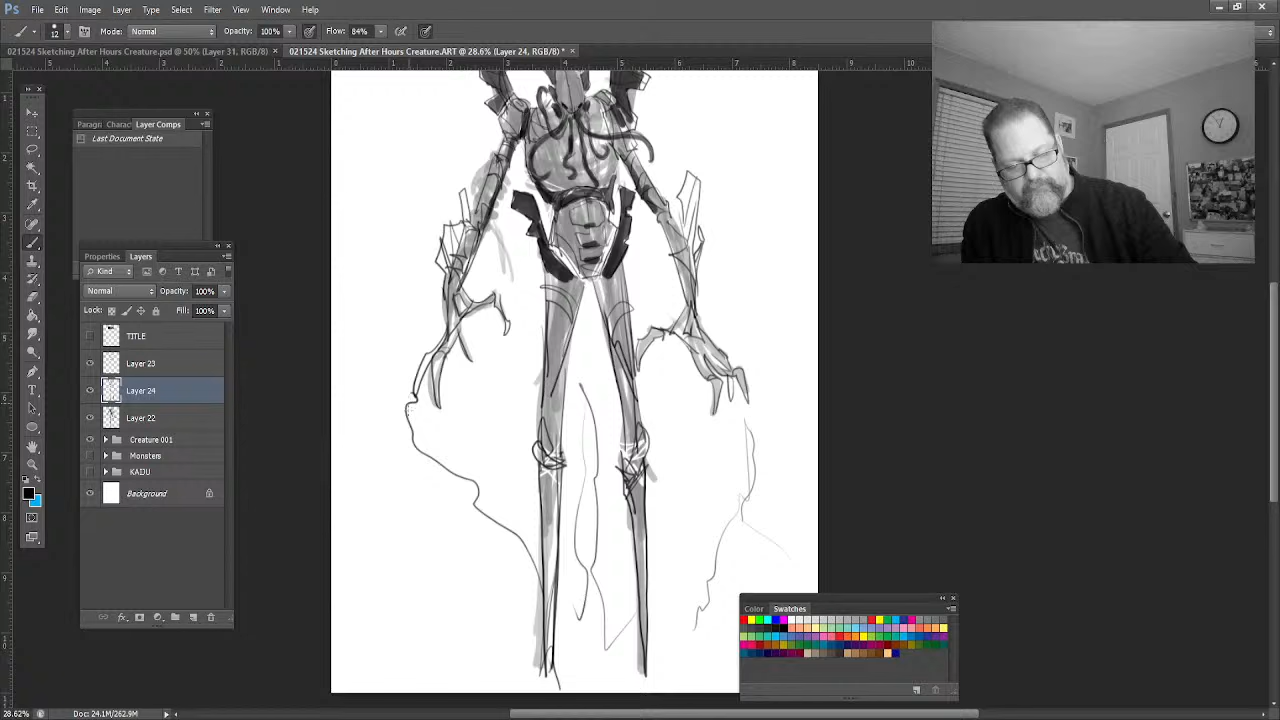 Ps File Edit Image Layer Type Select Filter View Window Help
12 Mode: Normal Opacity: 100% Flow: 84%
021524 Sketching After Hours Creature.psd @ 50% (Layer 31, RGB/8) × 021524 Sketching After Hours Creature.ART @ 28.6% (Layer 24, RGB/8) * ×
Paragr Charac Layer Comps
Last Document State
Properties Layers
Kind
Normal Opacity: 100%
Lock: Fill: 100%
TITLE
Layer 23
Layer 24
Layer 22
Creature 001
Monsters
KAIJU
Background
Color Swatches
28.62% Doc: 24.1M/262.9M